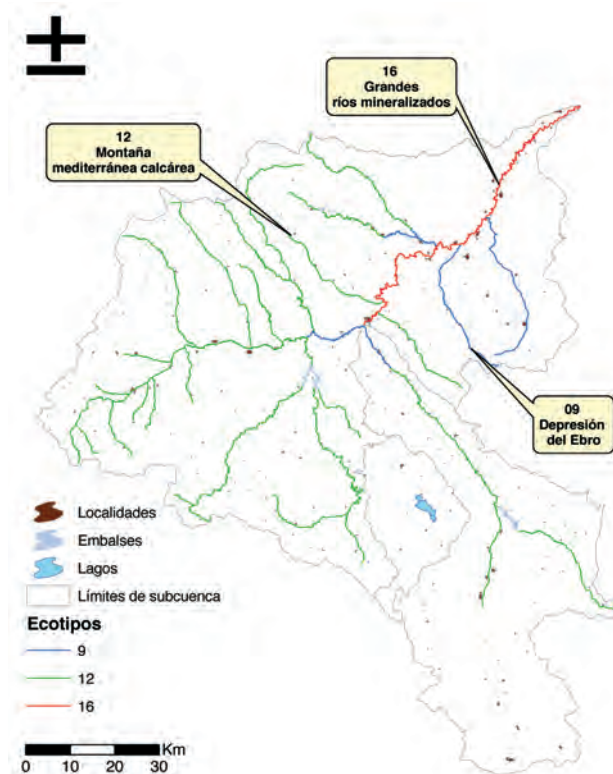 16
Grandes
ríos mineralizados
12
Montaña
mediterránea calcárea
09
Depresión
del Ebro
Localidades
Embalses
Lagos
Límites de subcuenca
Ecotipos
9
12
16
Km
0 10 20 30